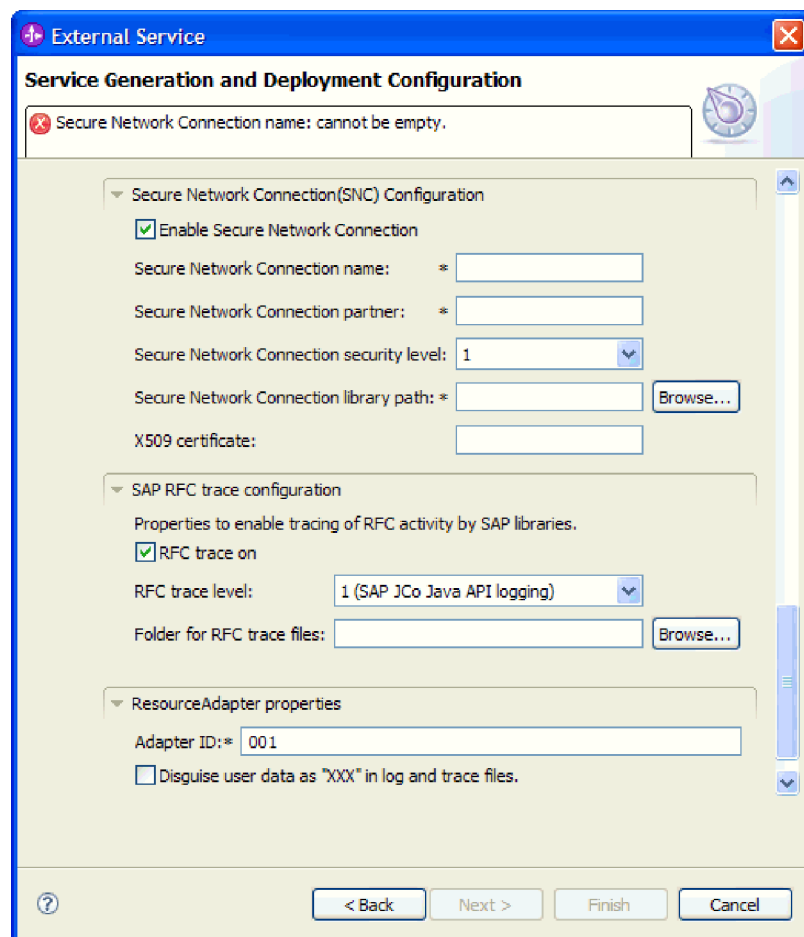 External Service
Service Generation and Deployment Configuration
Secure Network Connection name: cannot be empty.
Secure Network Connection(SNC) Configuration
Enable Secure Network Connection
Secure Network Connection name: *
Secure Network Connection partner: *
Secure Network Connection security level: 1
Secure Network Connection library path: * Browse...
X509 certificate:
SAP RFC trace configuration
Properties to enable tracing of RFC activity by SAP libraries.
RFC trace on
RFC trace level: 1 (SAP JCo Java API logging)
Folder for RFC trace files: Browse...
ResourceAdapter properties
Adapter ID:* 001
Disguise user data as "XXX" in log and trace files.
? < Back Next > Finish Cancel